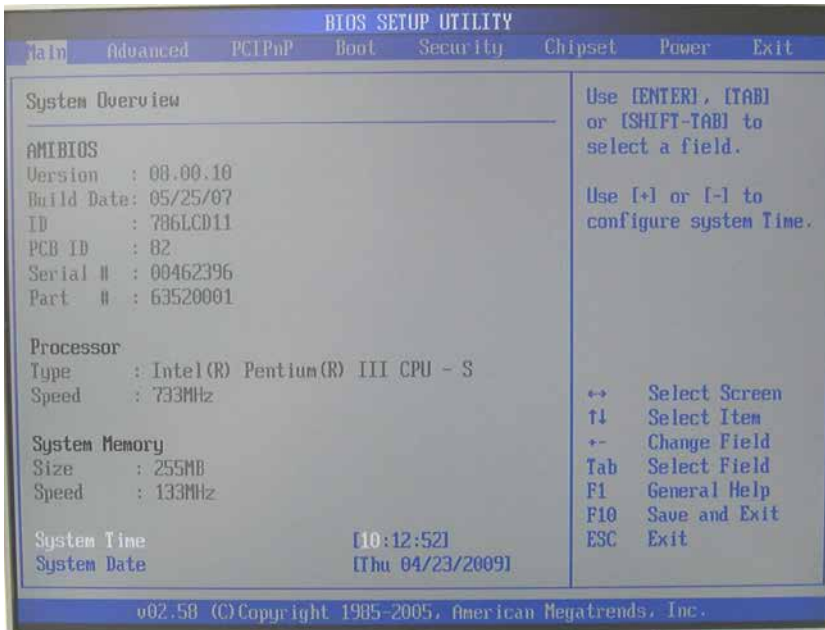 BIOS SETUP UTILITY
Main Advanced PCIPnP Boot Security Chipset Power Exit
System Overview
AMIBIOS
Version : 08.00.10
Build Date: 05/25/07
ID : 786LCD11
PCB ID : 82
Serial # : 00462396
Part # : 63520001
Processor
Type : Intel(R) Pentium(R) III CPU - S
Speed : 733MHz
System Memory
Size : 255MB
Speed : 133MHz
System Time [10:12:52]
System Date [Thu 04/23/2009]
Use [ENTER], [TAB]
or [SHIFT-TAB] to
select a field.
Use [+] or [-] to
configure system Time.
↔ Select Screen
↑↓ Select Item
+- Change Field
Tab Select Field
F1 General Help
F10 Save and Exit
ESC Exit
v02.58 (C)Copyright 1985-2005, American Megatrends, Inc.